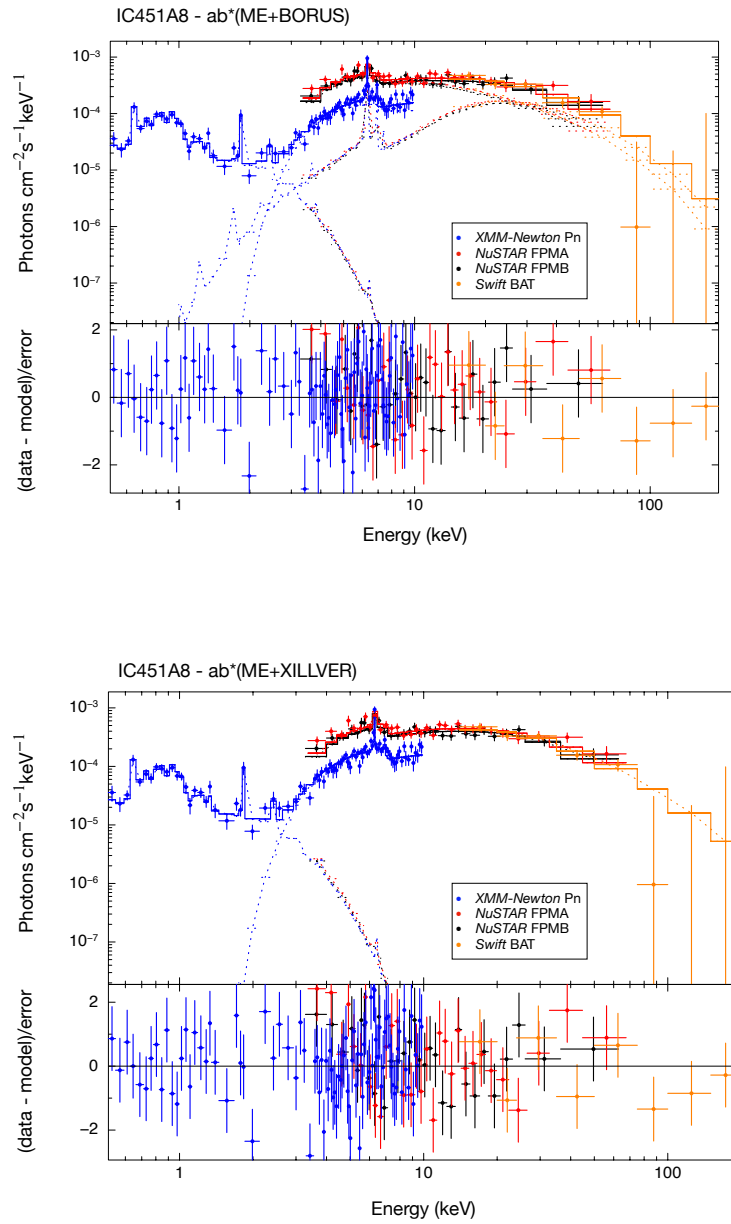 IC451A8 - ab*(ME+BORUS)
Photons cm−2s−1keV−1
10−3
10−4
10−5
10−6
10−7
XMM-Newton Pn
NuSTAR FPMA
NuSTAR FPMB
Swift BAT
(data - model)/error
2
0
−2
1
10
100
Energy (keV)
IC451A8 - ab*(ME+XILLVER)
Photons cm−2s−1keV−1
10−3
10−4
10−5
10−6
10−7
XMM-Newton Pn
NuSTAR FPMA
NuSTAR FPMB
Swift BAT
(data - model)/error
2
0
−2
1
10
100
Energy (keV)